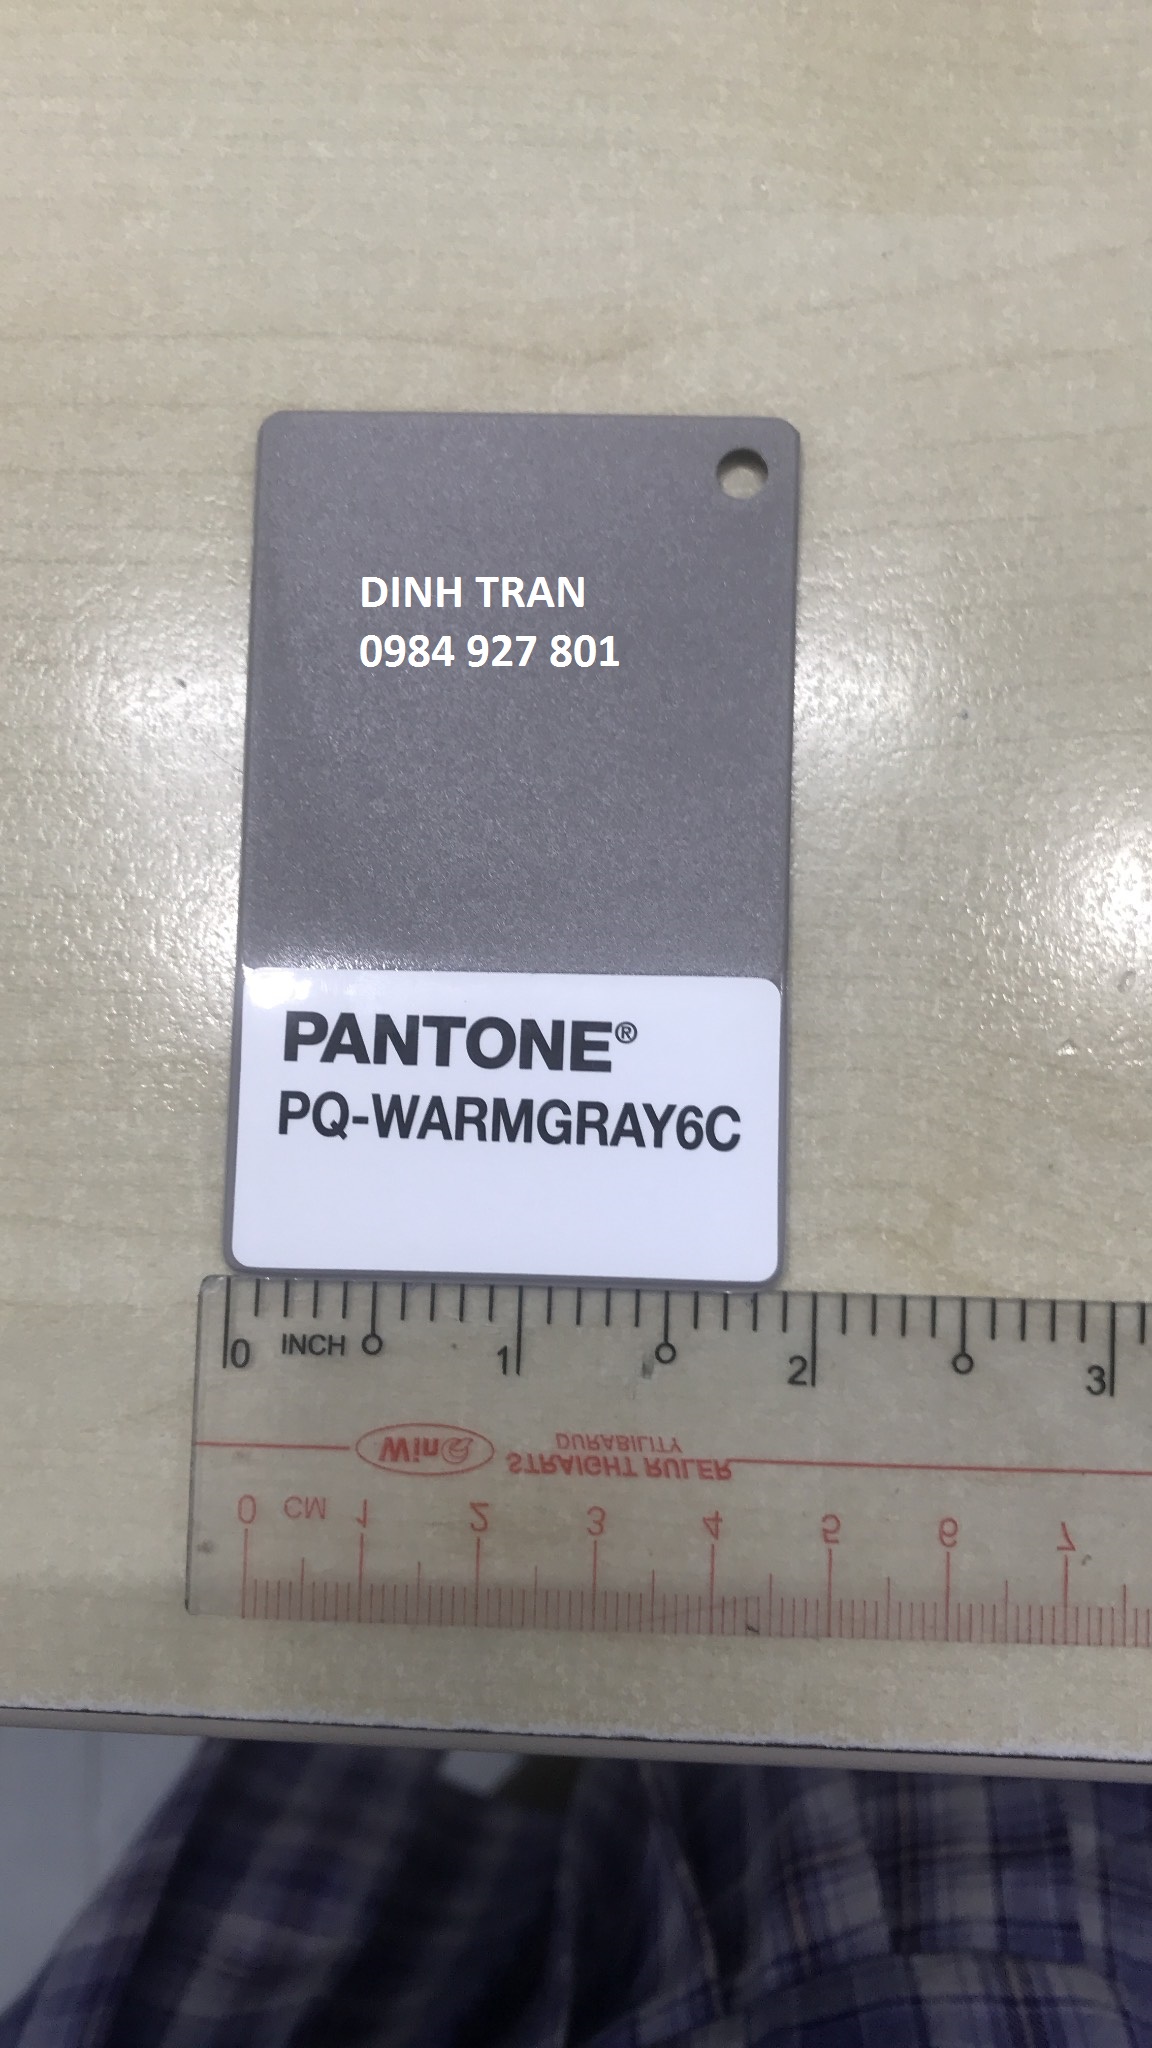 DINH TRAN
0984 927 801
PANTONE®
PQ-WARMGRAY6C
0 INCH 1 2 3
WinQ DURABILITY
STRAIGHT RULER
0 CM 1 2 3 4 5 6 7